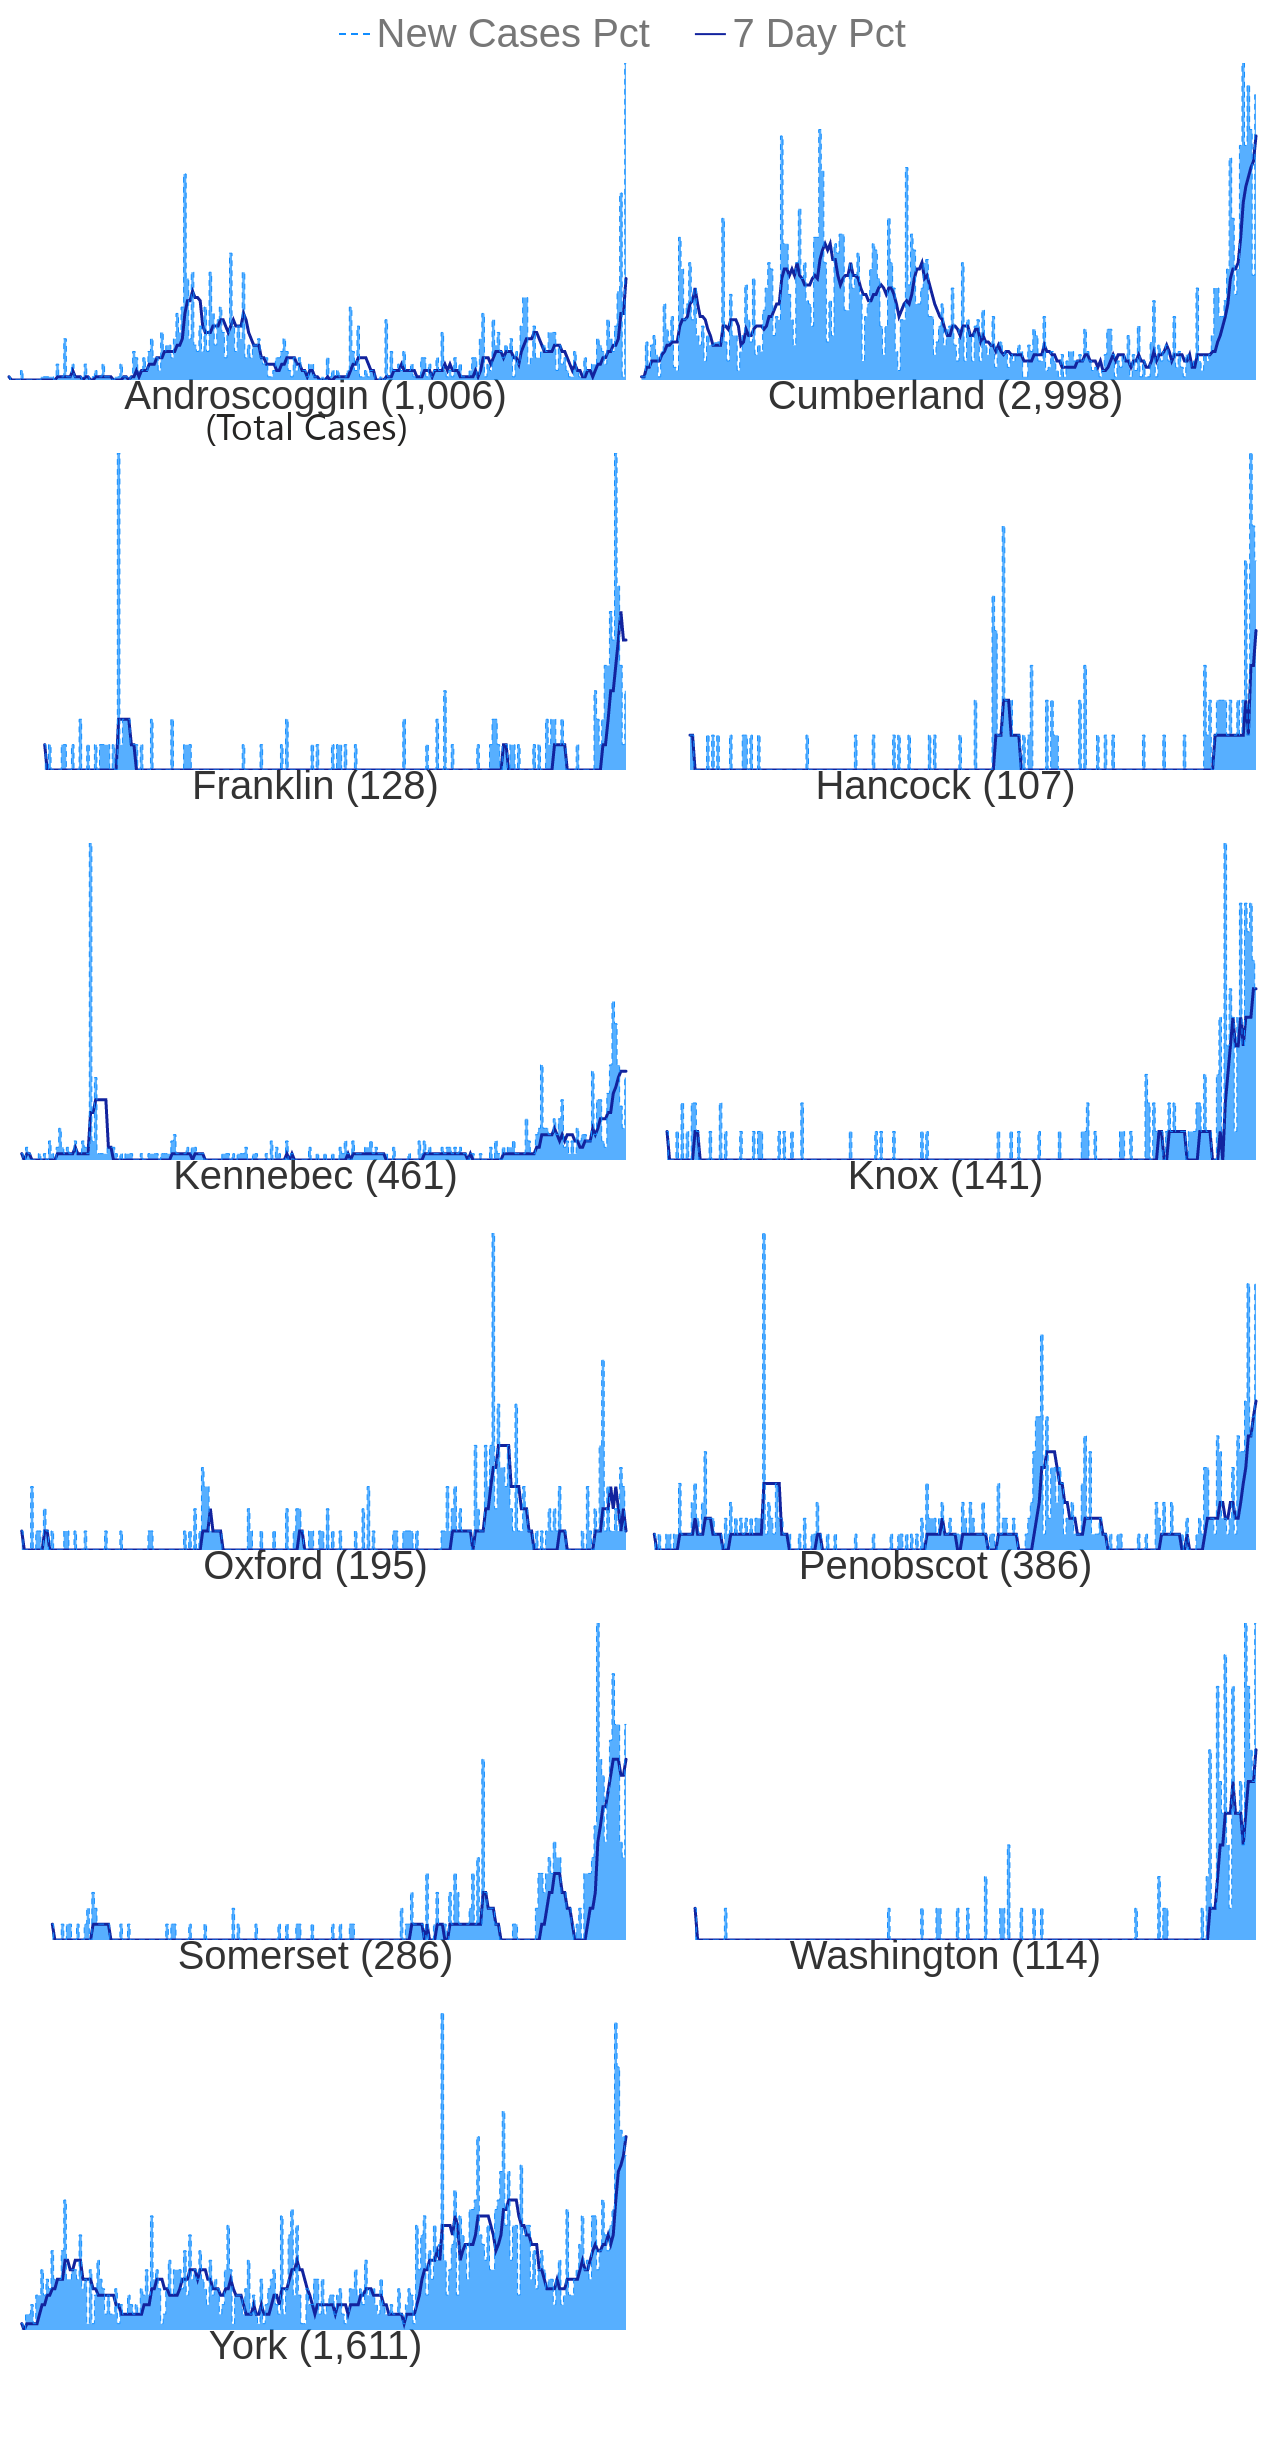 New Cases Pct 7 Day Pct
Androscoggin (1,006) Cumberland (2,998)
(Total Cases)
Franklin (128) Hancock (107)
Kennebec (461) Knox (141)
Oxford (195) Penobscot (386)
Somerset (286) Washington (114)
York (1,611)